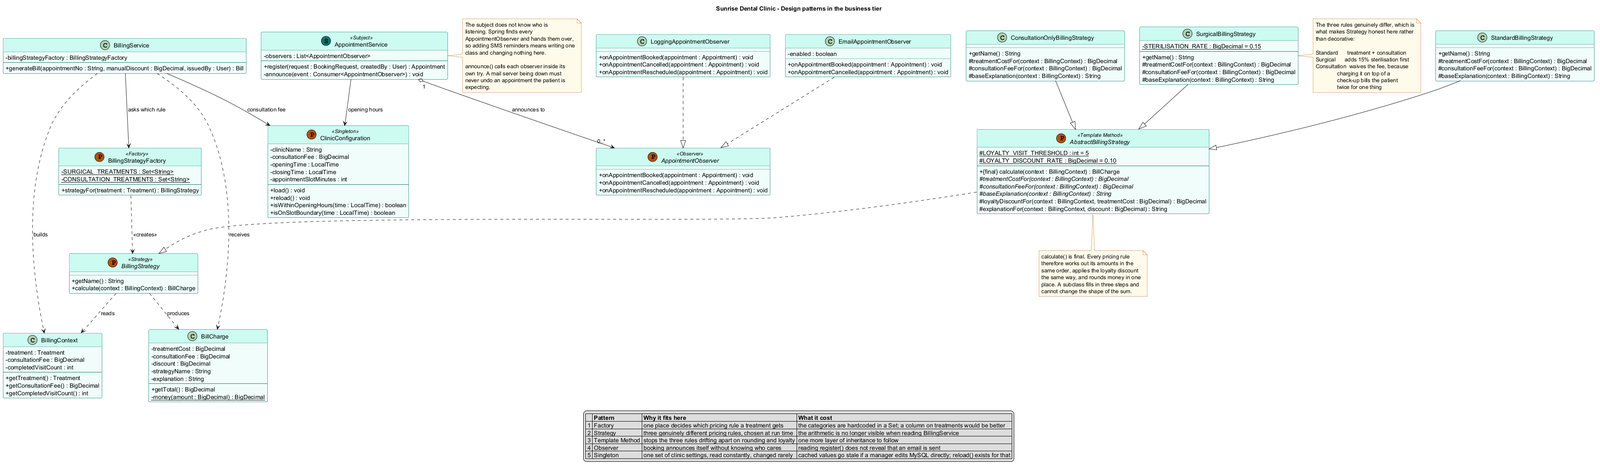 Sunrise Dental Clinic - Design patterns in the business tier
C BillingService
-billingStrategyFactory : BillingStrategyFactory
+generateBill(appointmentNo : String, manualDiscount : BigDecimal, issuedBy : User) : Bill
S «Subject»
AppointmentService
-observers : List<AppointmentObserver>
+register(request : BookingRequest, createdBy : User) : Appointment
-announce(event : Consumer<AppointmentObserver>) : void
The subject does not know who is
listening. Spring finds every
AppointmentObserver and hands them over,
so adding SMS reminders means writing one
class and changing nothing here.
announce() calls each observer inside its
own try. A mail server being down must
never undo an appointment the patient is
expecting.
C LoggingAppointmentObserver
+onAppointmentBooked(appointment : Appointment) : void
+onAppointmentCancelled(appointment : Appointment) : void
+onAppointmentRescheduled(appointment : Appointment) : void
C EmailAppointmentObserver
-enabled : boolean
+onAppointmentBooked(appointment : Appointment) : void
+onAppointmentCancelled(appointment : Appointment) : void
C ConsultationOnlyBillingStrategy
+getName() : String
#treatmentCostFor(context : BillingContext) : BigDecimal
#consultationFeeFor(context : BillingContext) : BigDecimal
#baseExplanation(context : BillingContext) : String
C SurgicalBillingStrategy
-STERILISATION_RATE : BigDecimal = 0.15
+getName() : String
#treatmentCostFor(context : BillingContext) : BigDecimal
#consultationFeeFor(context : BillingContext) : BigDecimal
#baseExplanation(context : BillingContext) : String
The three rules genuinely differ, which is
what makes Strategy honest here rather
than decorative:
Standard treatment + consultation
Surgical adds 15% sterilisation first
Consultation waives the fee, because
charging it on top of a
check-up bills the patient
twice for one thing
C StandardBillingStrategy
+getName() : String
#treatmentCostFor(context : BillingContext) : BigDecimal
#consultationFeeFor(context : BillingContext) : BigDecimal
#baseExplanation(context : BillingContext) : String
asks which rule
consultation fee
opening hours
1
announces to
0..*
P «Factory»
BillingStrategyFactory
-SURGICAL_TREATMENTS : Set<String>
-CONSULTATION_TREATMENTS : Set<String>
+strategyFor(treatment : Treatment) : BillingStrategy
P «Singleton»
ClinicConfiguration
-clinicName : String
-consultationFee : BigDecimal
-openingTime : LocalTime
-closingTime : LocalTime
-appointmentSlotMinutes : int
+load() : void
+reload() : void
+isWithinOpeningHours(time : LocalTime) : boolean
+isOnSlotBoundary(time : LocalTime) : boolean
P «Observer»
AppointmentObserver
+onAppointmentBooked(appointment : Appointment) : void
+onAppointmentCancelled(appointment : Appointment) : void
+onAppointmentRescheduled(appointment : Appointment) : void
P «Template Method»
AbstractBillingStrategy
#LOYALTY_VISIT_THRESHOLD : int = 5
#LOYALTY_DISCOUNT_RATE : BigDecimal = 0.10
+{final} calculate(context : BillingContext) : BillCharge
#treatmentCostFor(context : BillingContext) : BigDecimal
#consultationFeeFor(context : BillingContext) : BigDecimal
#baseExplanation(context : BillingContext) : String
#loyaltyDiscountFor(context : BillingContext, treatmentCost : BigDecimal) : BigDecimal
#explanationFor(context : BillingContext, discount : BigDecimal) : String
builds
«creates»
receives
P «Strategy»
BillingStrategy
+getName() : String
+calculate(context : BillingContext) : BillCharge
calculate() is final. Every pricing rule
therefore works out its amounts in the
same order, applies the loyalty discount
the same way, and rounds money in one
place. A subclass fills in three steps and
cannot change the shape of the sum.
reads
produces
C BillingContext
-treatment : Treatment
-consultationFee : BigDecimal
-completedVisitCount : int
+getTreatment() : Treatment
+getConsultationFee() : BigDecimal
+getCompletedVisitCount() : int
C BillCharge
-treatmentCost : BigDecimal
-consultationFee : BigDecimal
-discount : BigDecimal
-strategyName : String
-explanation : String
+getTotal() : BigDecimal
-money(amount : BigDecimal) : BigDecimal
Pattern Why it fits here What it cost
1 Factory one place decides which pricing rule a treatment gets the categories are hardcoded in a Set; a column on treatments would be better
2 Strategy three genuinely different pricing rules, chosen at run time the arithmetic is no longer visible when reading BillingService
3 Template Method stops the three rules drifting apart on rounding and loyalty one more layer of inheritance to follow
4 Observer booking announces itself without knowing who cares reading register() does not reveal that an email is sent
5 Singleton one set of clinic settings, read constantly, changed rarely cached values go stale if a manager edits MySQL directly; reload() exists for that